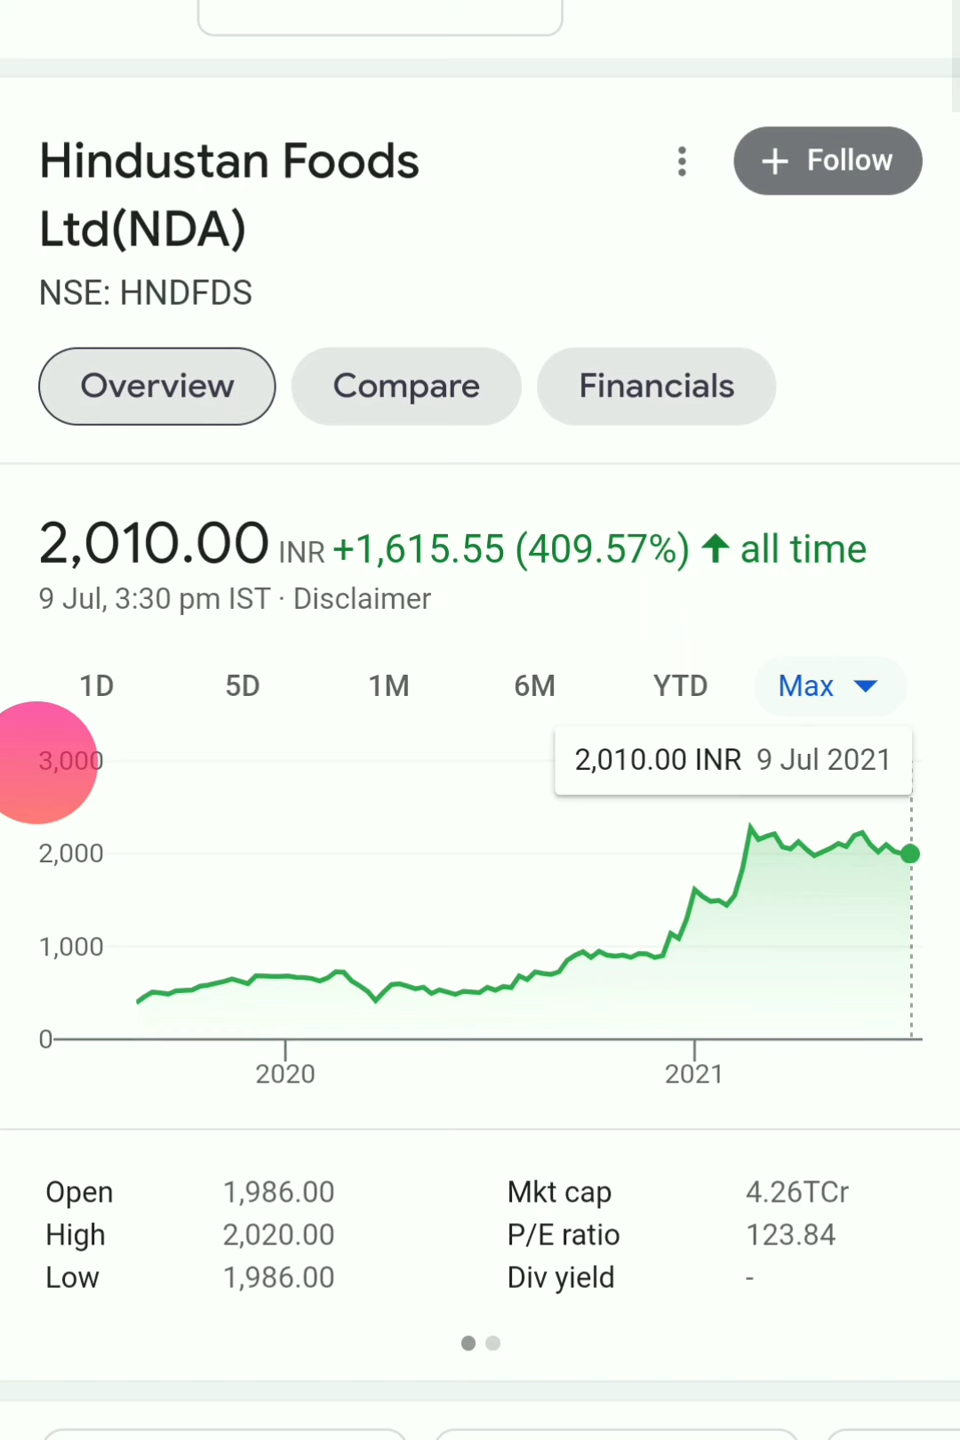 Hindustan Foods
Ltd(NDA)
+ Follow
NSE: HNDFDS
Overview Compare Financials
2,010.00 INR +1,615.55 (409.57%) ↑ all time
9 Jul, 3:30 pm IST · Disclaimer
1D 5D 1M 6M YTD Max
3,000
2,010.00 INR 9 Jul 2021
2,000
1,000
0
2020 2021
Open 1,986.00 Mkt cap 4.26TCr
High 2,020.00 P/E ratio 123.84
Low 1,986.00 Div yield -